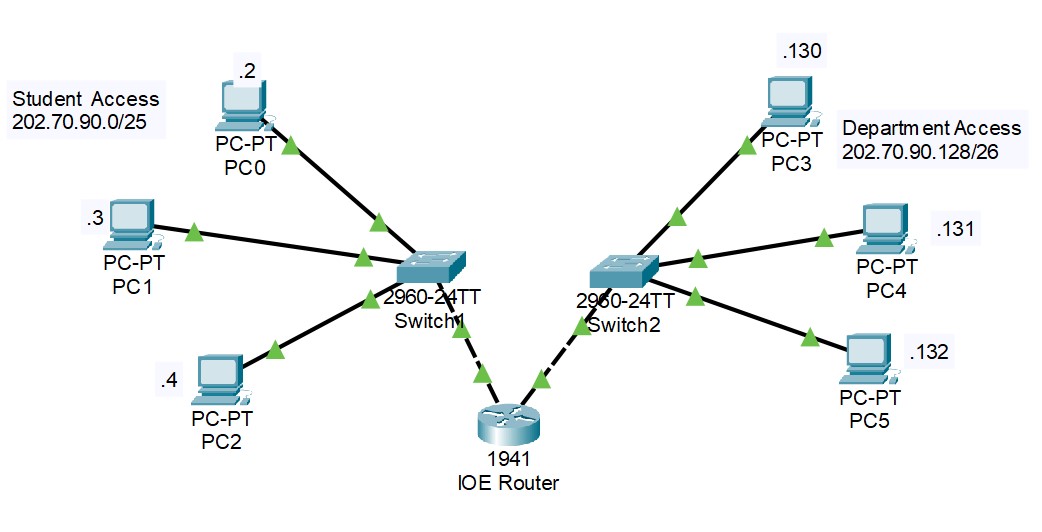 Student Access
202.70.90.0/25
.2
PC-PT
PC0
.3
PC-PT
PC1
.4
PC-PT
PC2
2960-24TT
Switch1
1941
IOE Router
2960-24TT
Switch2
.130
PC-PT
PC3
Department Access
202.70.90.128/26
.131
PC-PT
PC4
.132
PC-PT
PC5